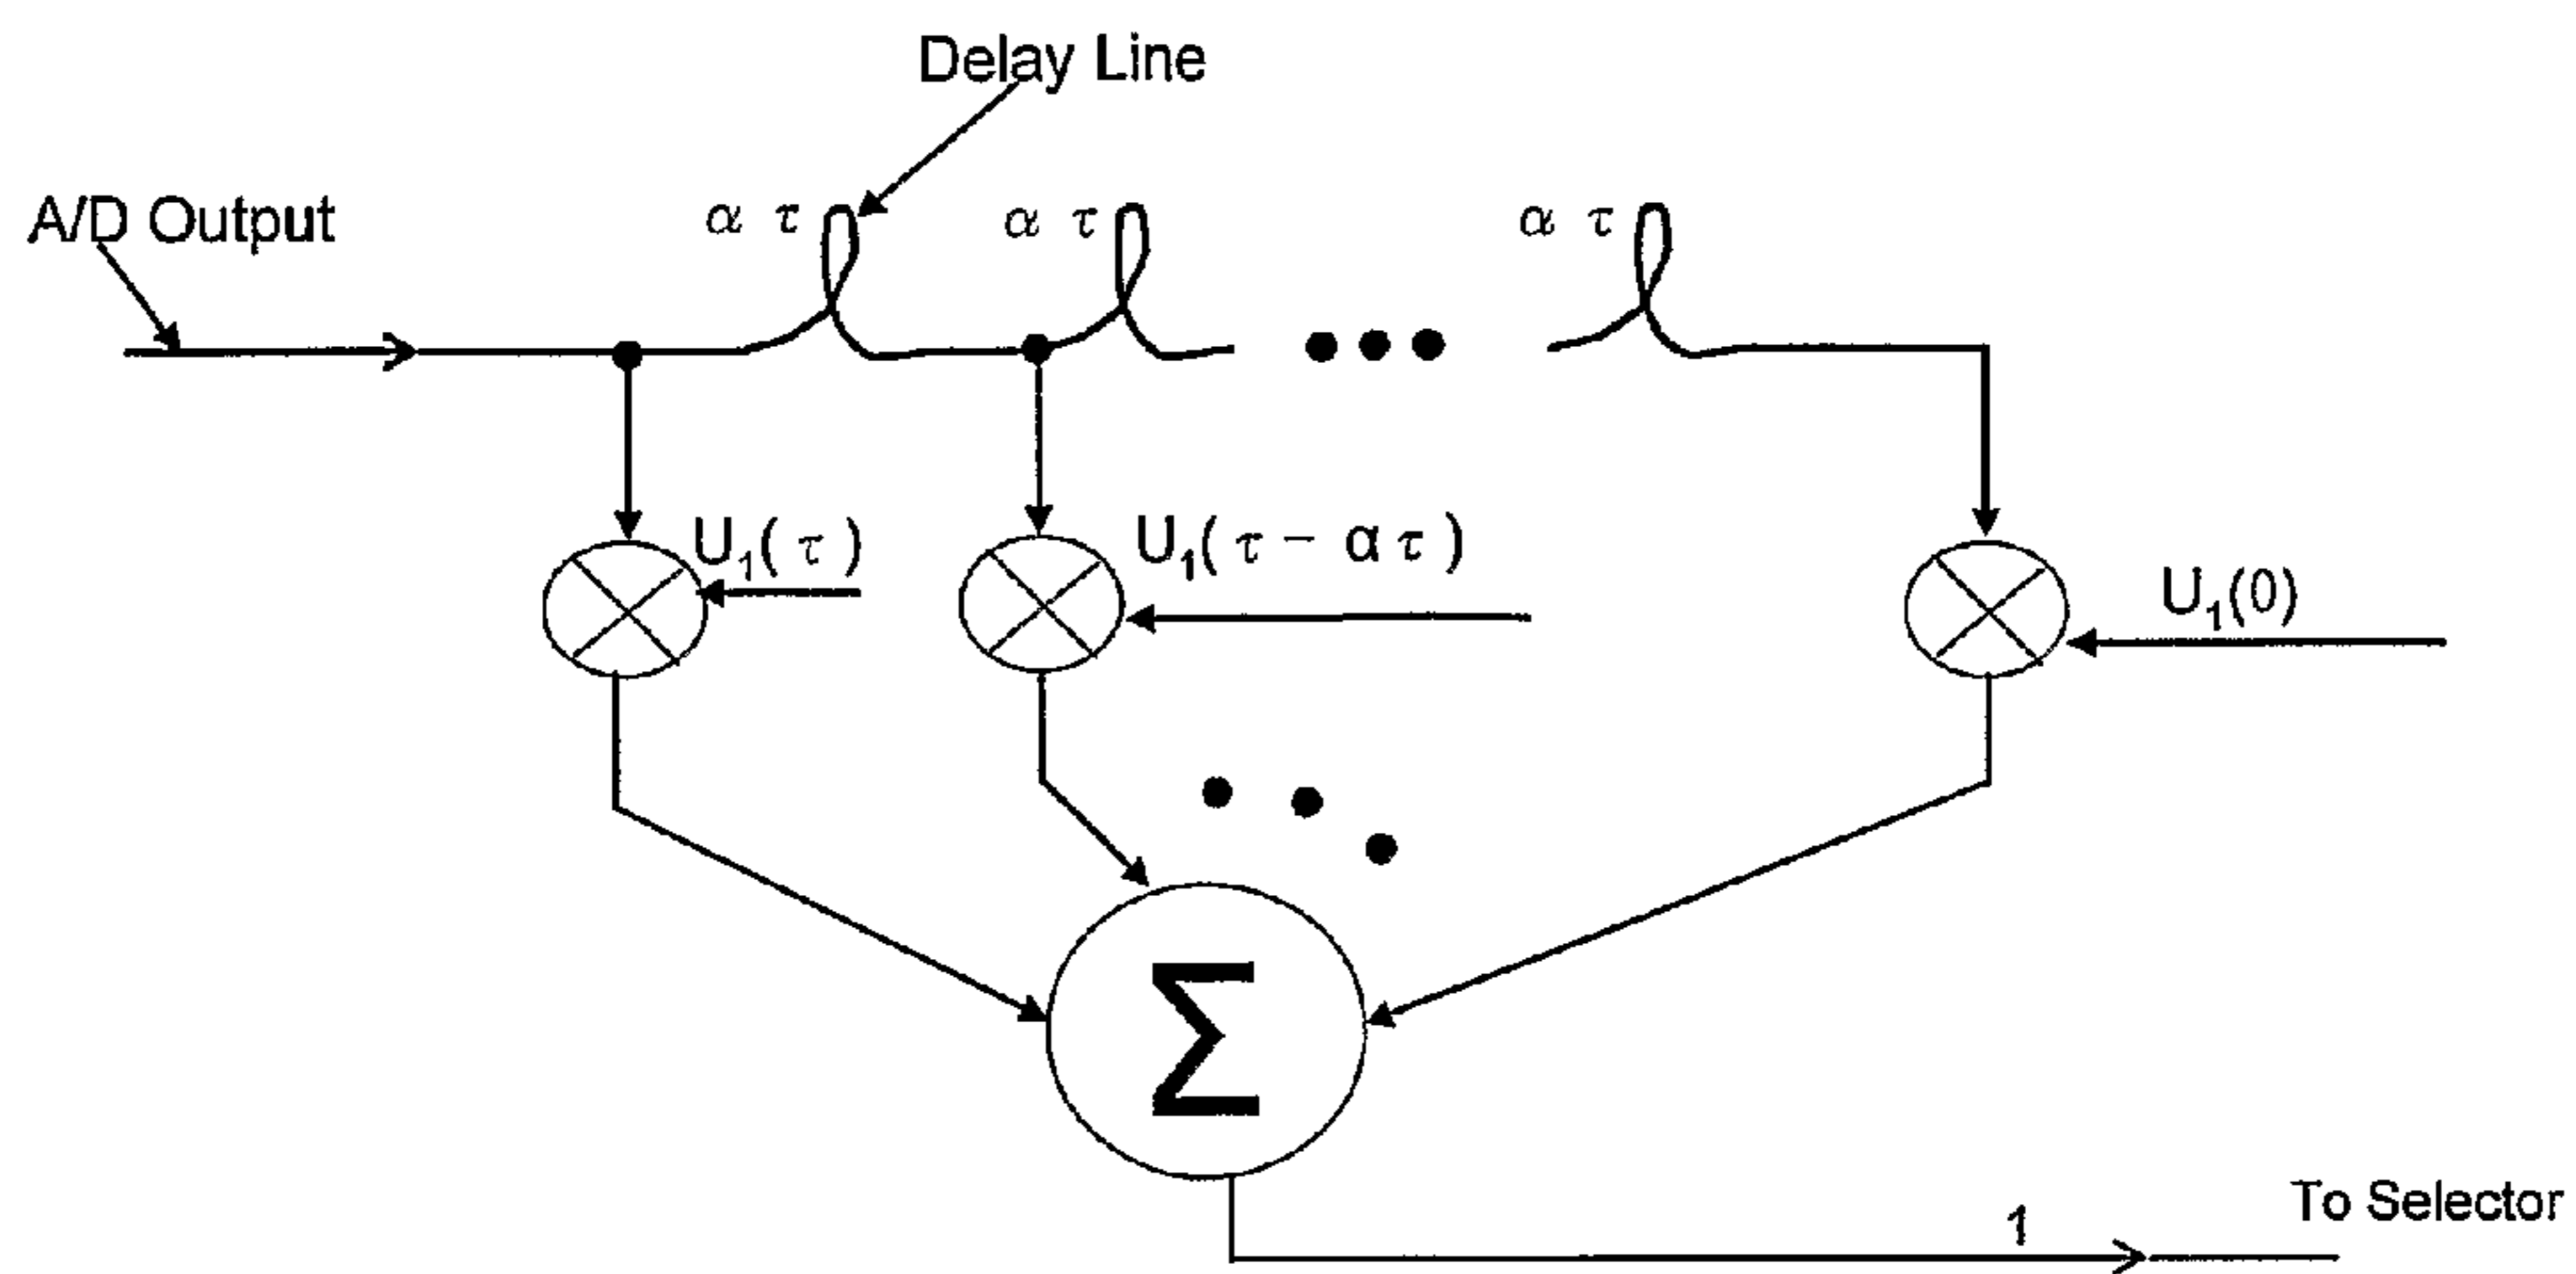 Delay Line
A/D Output
α τ
α τ
α τ
U₁( τ )
U₁( τ − α τ )
U₁(0)
Σ
1
To Selector